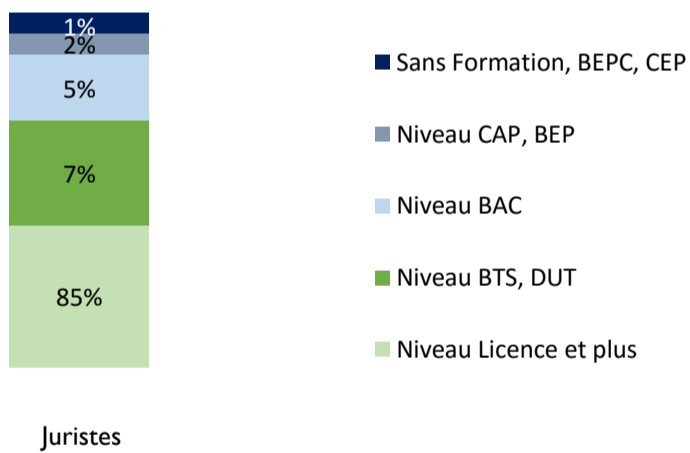 1%
2%
5%
7%
85%
Juristes
Sans Formation, BEPC, CEP
Niveau CAP, BEP
Niveau BAC
Niveau BTS, DUT
Niveau Licence et plus